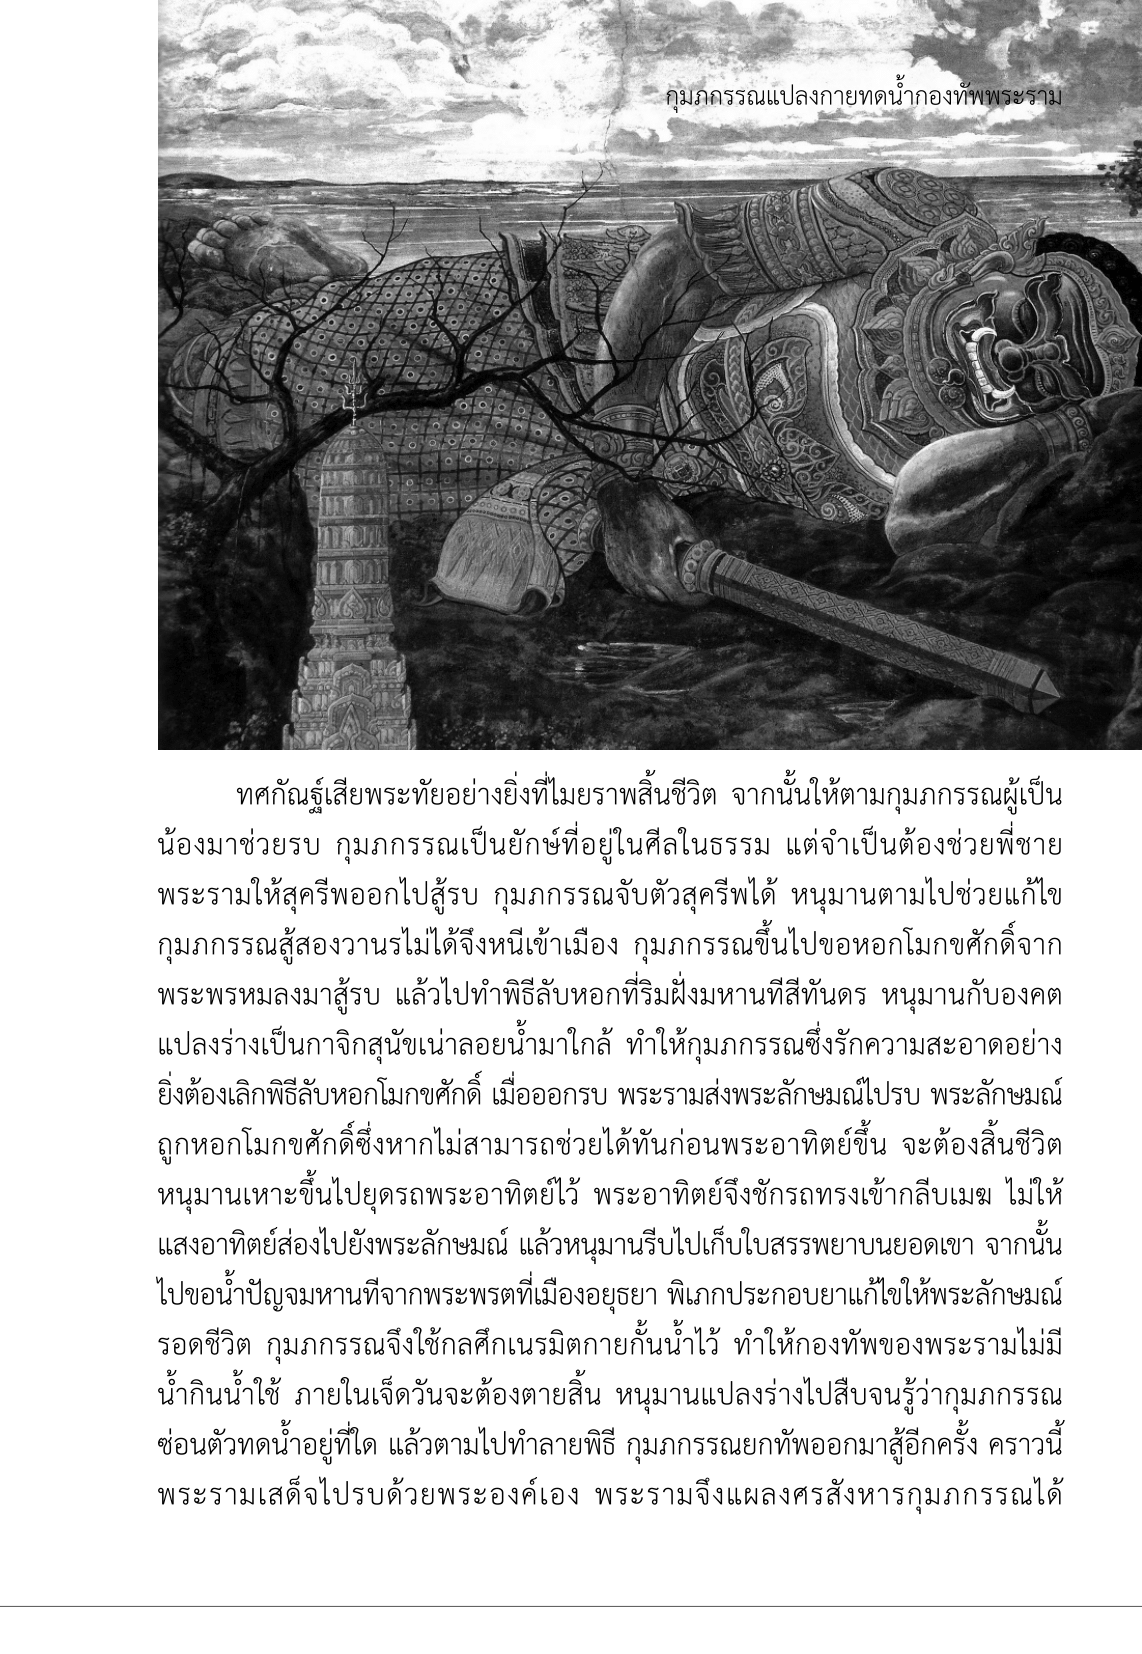 กุมภกรรณแปลงกายทดน้ำกองทัพพระราม
ทศกัณฐ์เสียพระทัยอย่างยิ่งที่ไมยราพสิ้นชีวิต จากนั้นให้ตามกุมภกรรณผู้เป็น
น้องมาช่วยรบ กุมภกรรณเป็นยักษ์ที่อยู่ในศีลในธรรม แต่จำเป็นต้องช่วยพี่ชาย
พระรามให้สุครีพออกไปสู้รบ กุมภกรรณจับตัวสุครีพได้ หนุมานตามไปช่วยแก้ไข
กุมภกรรณสู้สองวานรไม่ได้จึงหนีเข้าเมือง กุมภกรรณขึ้นไปขอหอกโมกขศักดิ์จาก
พระพรหมลงมาสู้รบ แล้วไปทำพิธีลับหอกที่ริมฝั่งมหานทีสีทันดร หนุมานกับองคต
แปลงร่างเป็นกาจิกสุนัขเน่าลอยน้ำมาใกล้ ทำให้กุมภกรรณซึ่งรักความสะอาดอย่าง
ยิ่งต้องเลิกพิธีลับหอกโมกขศักดิ์ เมื่อออกรบ พระรามส่งพระลักษมณ์ไปรบ พระลักษมณ์
ถูกหอกโมกขศักดิ์ซึ่งหากไม่สามารถช่วยได้ทันก่อนพระอาทิตย์ขึ้น จะต้องสิ้นชีวิต
หนุมานเหาะขึ้นไปยุดรถพระอาทิตย์ไว้ พระอาทิตย์จึงชักรถทรงเข้ากลีบเมฆ ไม่ให้
แสงอาทิตย์ส่องไปยังพระลักษมณ์ แล้วหนุมานรีบไปเก็บใบสรรพยาบนยอดเขา จากนั้น
ไปขอน้ำปัญจมหานทีจากพระพรตที่เมืองอยุธยา พิเภกประกอบยาแก้ไขให้พระลักษมณ์
รอดชีวิต กุมภกรรณจึงใช้กลศึกเนรมิตกายกั้นน้ำไว้ ทำให้กองทัพของพระรามไม่มี
น้ำกินน้ำใช้ ภายในเจ็ดวันจะต้องตายสิ้น หนุมานแปลงร่างไปสืบจนรู้ว่ากุมภกรรณ
ซ่อนตัวทดน้ำอยู่ที่ใด แล้วตามไปทำลายพิธี กุมภกรรณยกทัพออกมาสู้อีกครั้ง คราวนี้
พระรามเสด็จไปรบด้วยพระองค์เอง พระรามจึงแผลงศรสังหารกุมภกรรณได้